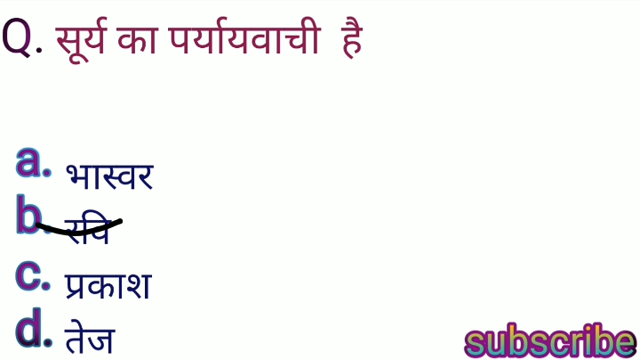 Q. सूर्य का पर्यायवाची है
a. भास्वर
b. रवि
c. प्रकाश
d. तेज
subscribe